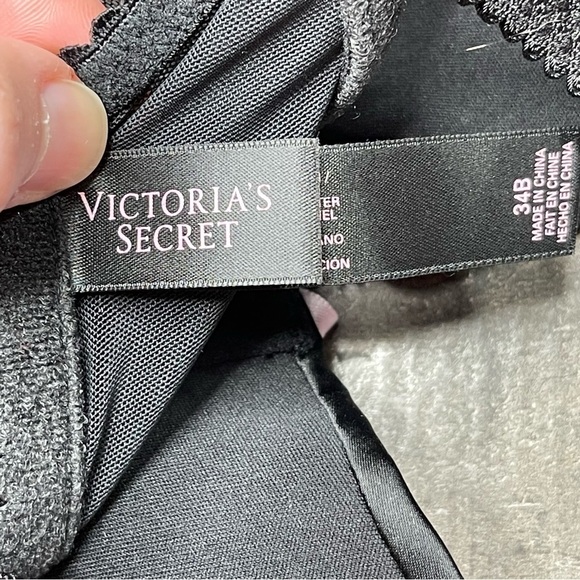 VICTORIA'S
SECRET
34B
MADE IN CHINA
FAIT EN CHINE
HECHO EN CHINA